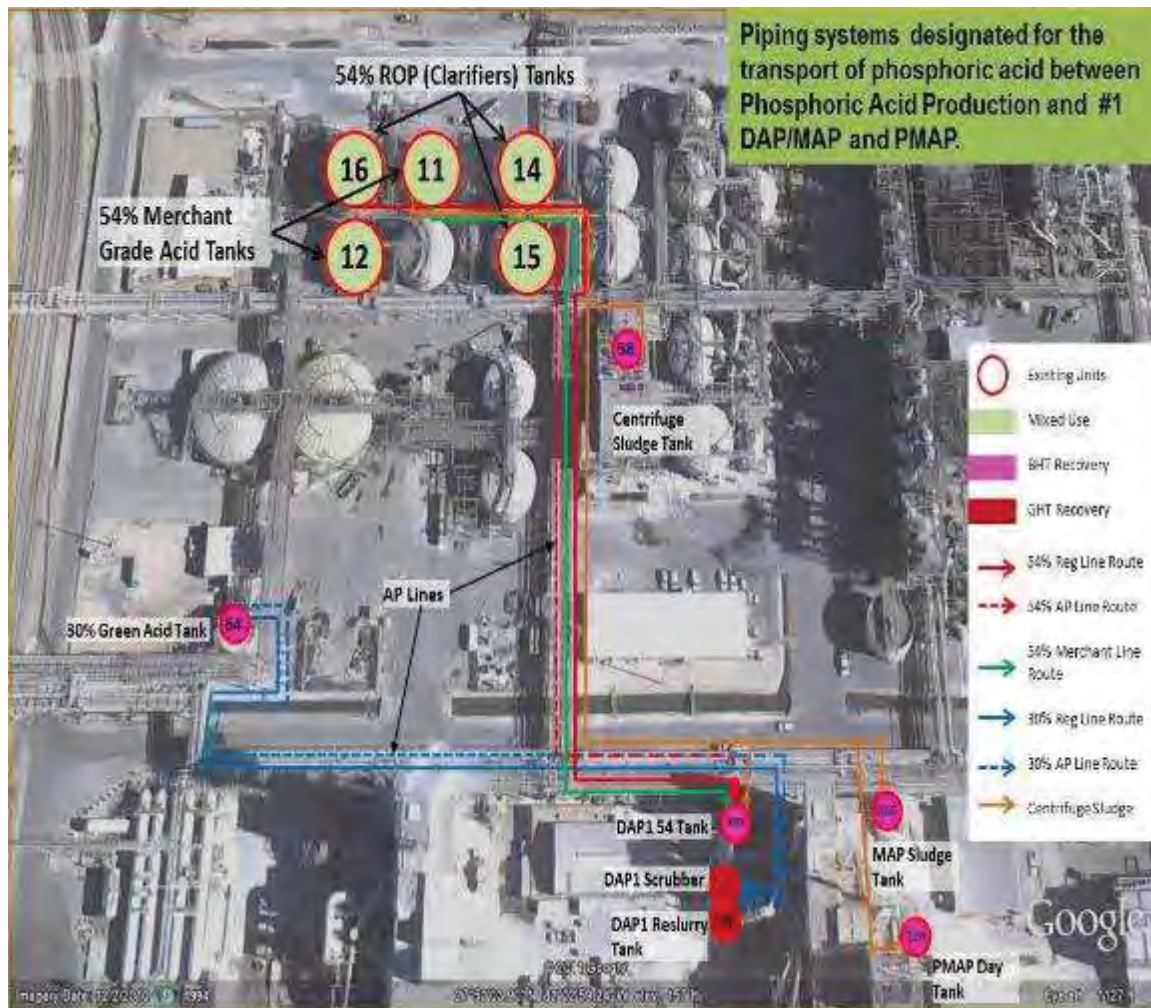 Piping systems designated for the
transport of phosphoric acid between
Phosphoric Acid Production and #1
DAP/MAP and PMAP.
54% ROP (Clarifiers) Tanks
16
11
14
54% Merchant
Grade Acid Tanks
12
15
Centrifuge
Sludge Tank
Existing Units
Mixed Use
BHT Recovery
GHT Recovery
54% Reg Line Route
54% AP Line Route
54% Merchant Line
Route
30% Reg Line Route
30% AP Line Route
Centrifuge Sludge
AP Lines
30% Green Acid Tank
64
DAP1 54 Tank
MAP Sludge
Tank
DAP1 Scrubber
DAP1 Reslurry
Tank
PMAP Day
Tank
Google
Imagery Date:
1994